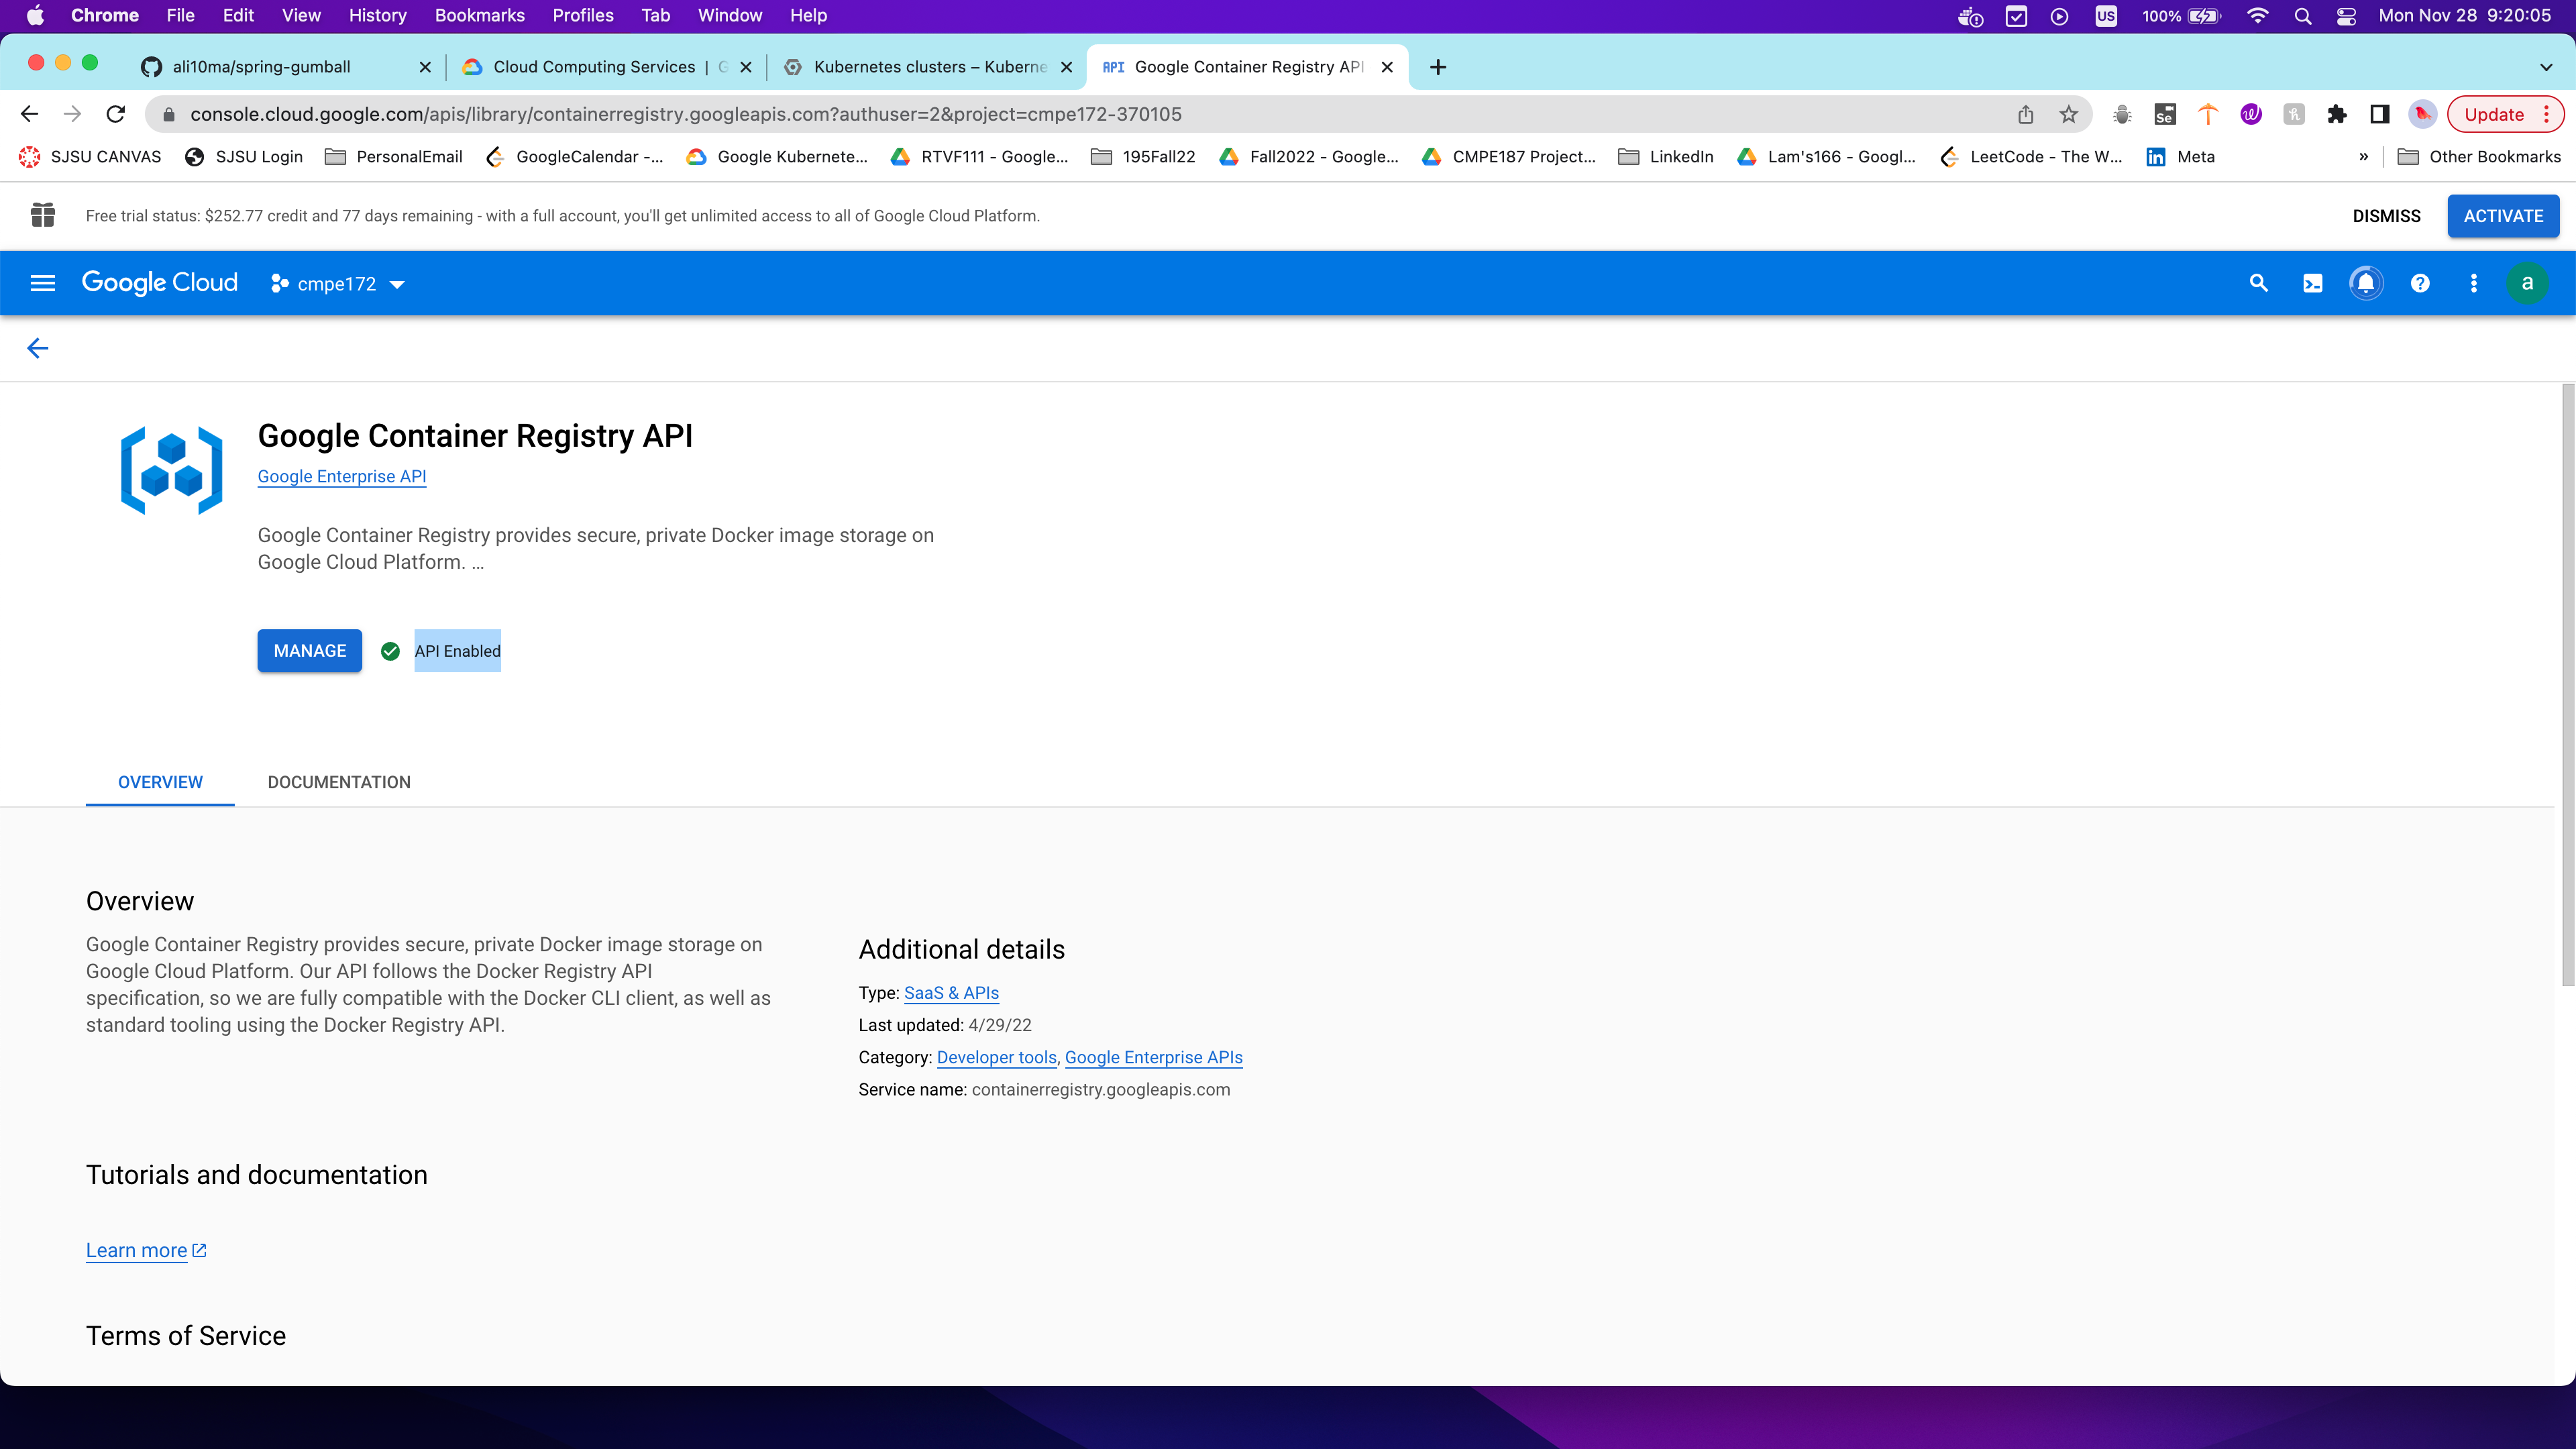 Chrome File Edit View History Bookmarks Profiles Tab Window Help US 100% Mon Nov 28 9:20:05
ali10ma/spring-gumball Cloud Computing Services | G Kubernetes clusters – Kuberne API Google Container Registry API
console.cloud.google.com/apis/library/containerregistry.googleapis.com?authuser=2&project=cmpe172-370105 Se Update
SJSU CANVAS SJSU Login PersonalEmail GoogleCalendar -... Google Kubernete... RTVF111 - Google... 195Fall22 Fall2022 - Google... CMPE187 Project... LinkedIn Lam's166 - Googl... LeetCode - The W... in Meta » Other Bookmarks
Free trial status: $252.77 credit and 77 days remaining - with a full account, you'll get unlimited access to all of Google Cloud Platform. DISMISS ACTIVATE
Google Cloud cmpe172 a
Google Container Registry API
Google Enterprise API
Google Container Registry provides secure, private Docker image storage on
Google Cloud Platform. ...
MANAGE API Enabled
OVERVIEW DOCUMENTATION
Overview
Google Container Registry provides secure, private Docker image storage on
Google Cloud Platform. Our API follows the Docker Registry API
specification, so we are fully compatible with the Docker CLI client, as well as
standard tooling using the Docker Registry API.
Additional details
Type: SaaS & APIs
Last updated: 4/29/22
Category: Developer tools, Google Enterprise APIs
Service name: containerregistry.googleapis.com
Tutorials and documentation
Learn more
Terms of Service